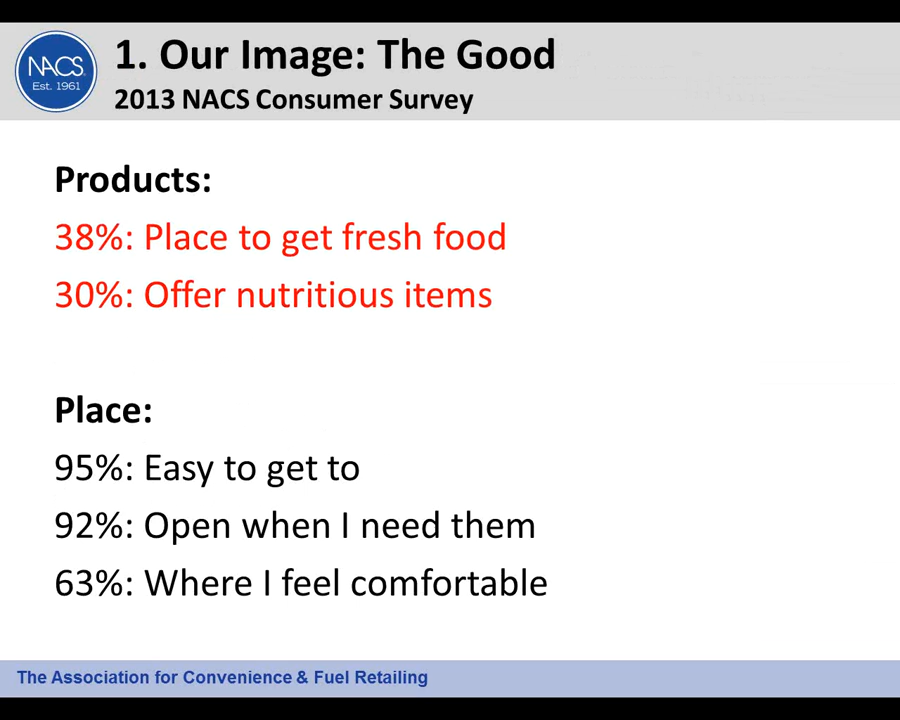 NACS
Est. 1961
1. Our Image: The Good
2013 NACS Consumer Survey
Products:
38%: Place to get fresh food
30%: Offer nutritious items
Place:
95%: Easy to get to
92%: Open when I need them
63%: Where I feel comfortable
The Association for Convenience & Fuel Retailing